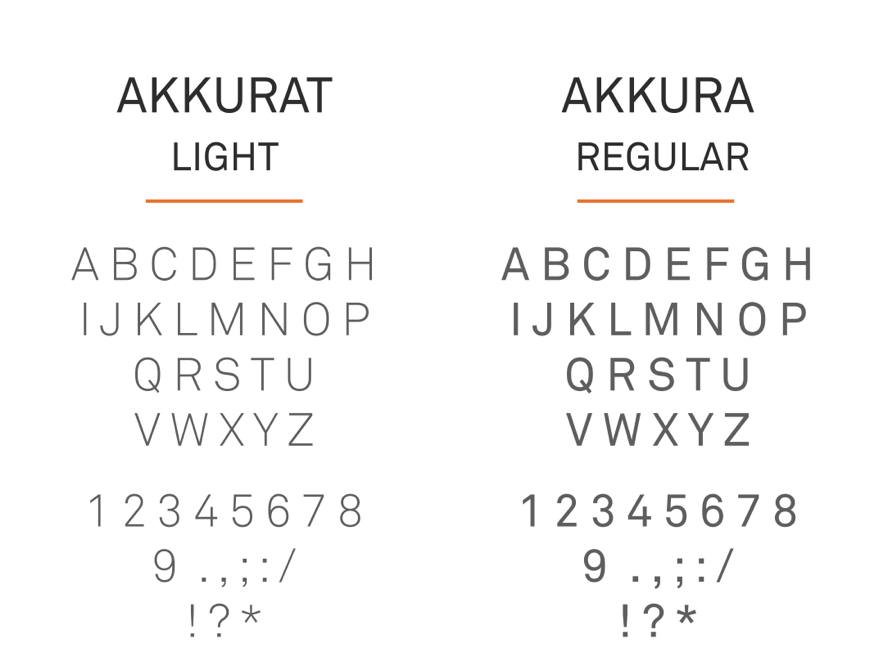 AKKURAT
LIGHT
A B C D E F G H
I J K L M N O P
Q R S T U
V W X Y Z
1 2 3 4 5 6 7 8
9 . , ; : /
! ? *
AKKURA
REGULAR
A B C D E F G H
I J K L M N O P
Q R S T U
V W X Y Z
1 2 3 4 5 6 7 8
9 . , ; : /
! ? *